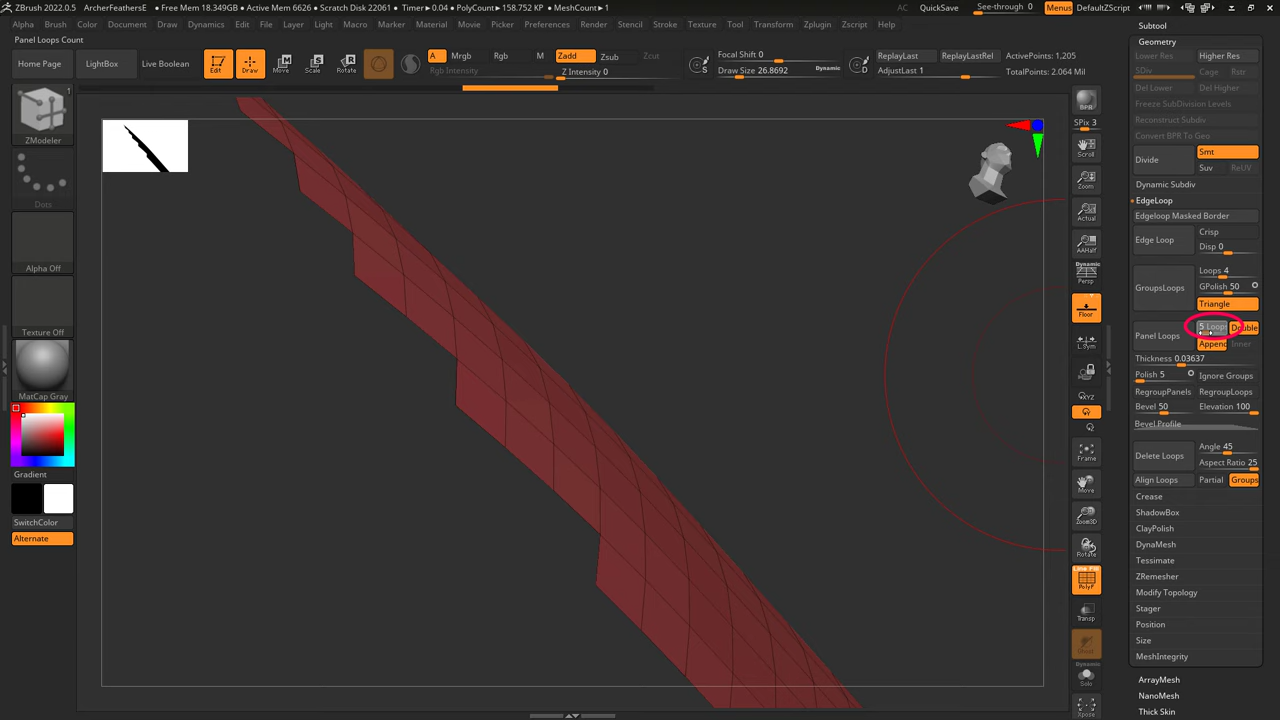 ZBrush 2022.0.5 ArcherFeathersE • Free Mem 18.349GB • Active Mem 6626 • Scratch Disk 22061 • Timer▸0.04 • PolyCount▸158.752 KP • MeshCount▸1 AC QuickSave See-through 0 Menus DefaultZScript
Alpha Brush Color Document Draw Dynamics Edit File Layer Light Macro Marker Material Movie Picker Preferences Render Stencil Stroke Texture Tool Transform Zplugin Zscript Help
Panel Loops Count
Home Page LightBox Live Boolean Edit Draw Move Scale Rotate A Mrgb Rgb M Zadd Zsub Zcut Focal Shift 0 ReplayLast ReplayLastRel ActivePoints: 1,205
Rgb Intensity Z Intensity 0 S Draw Size 26.8692 Dynamic D AdjustLast 1 TotalPoints: 2.064 Mil
1
ZModeler
Dots
Alpha Off
Texture Off
MatCap Gray
Gradient
SwitchColor
Alternate
BPR
SPix 3
Scroll
Zoom
Actual
AAHalf
Dynamic
Persp
Floor
L.Sym
XYZ
Y
Z
Frame
Move
Zoom3D
Rotate
Line Fill
PolyF
Transp
Ghost
Dynamic
Solo
Xpose
Subtool
Geometry
Lower Res Higher Res
SDiv Cage Rstr
Del Lower Del Higher
Freeze SubDivision Levels
Reconstruct Subdiv
Convert BPR To Geo
Divide Smt
Suv ReUV
Dynamic Subdiv
EdgeLoop
Edgeloop Masked Border
Edge Loop Crisp
Disp 0
GroupsLoops Loops 4
GPolish 50
Triangle
Panel Loops 5 Loops Double
Append Inner
Thickness 0.03637
Polish 5 Ignore Groups
RegroupPanels RegroupLoops
Bevel 50 Elevation 100
Bevel Profile
Delete Loops Angle 45
Aspect Ratio 25
Align Loops Partial Groups
Crease
ShadowBox
ClayPolish
DynaMesh
Tessimate
ZRemesher
Modify Topology
Stager
Position
Size
MeshIntegrity
ArrayMesh
NanoMesh
Thick Skin